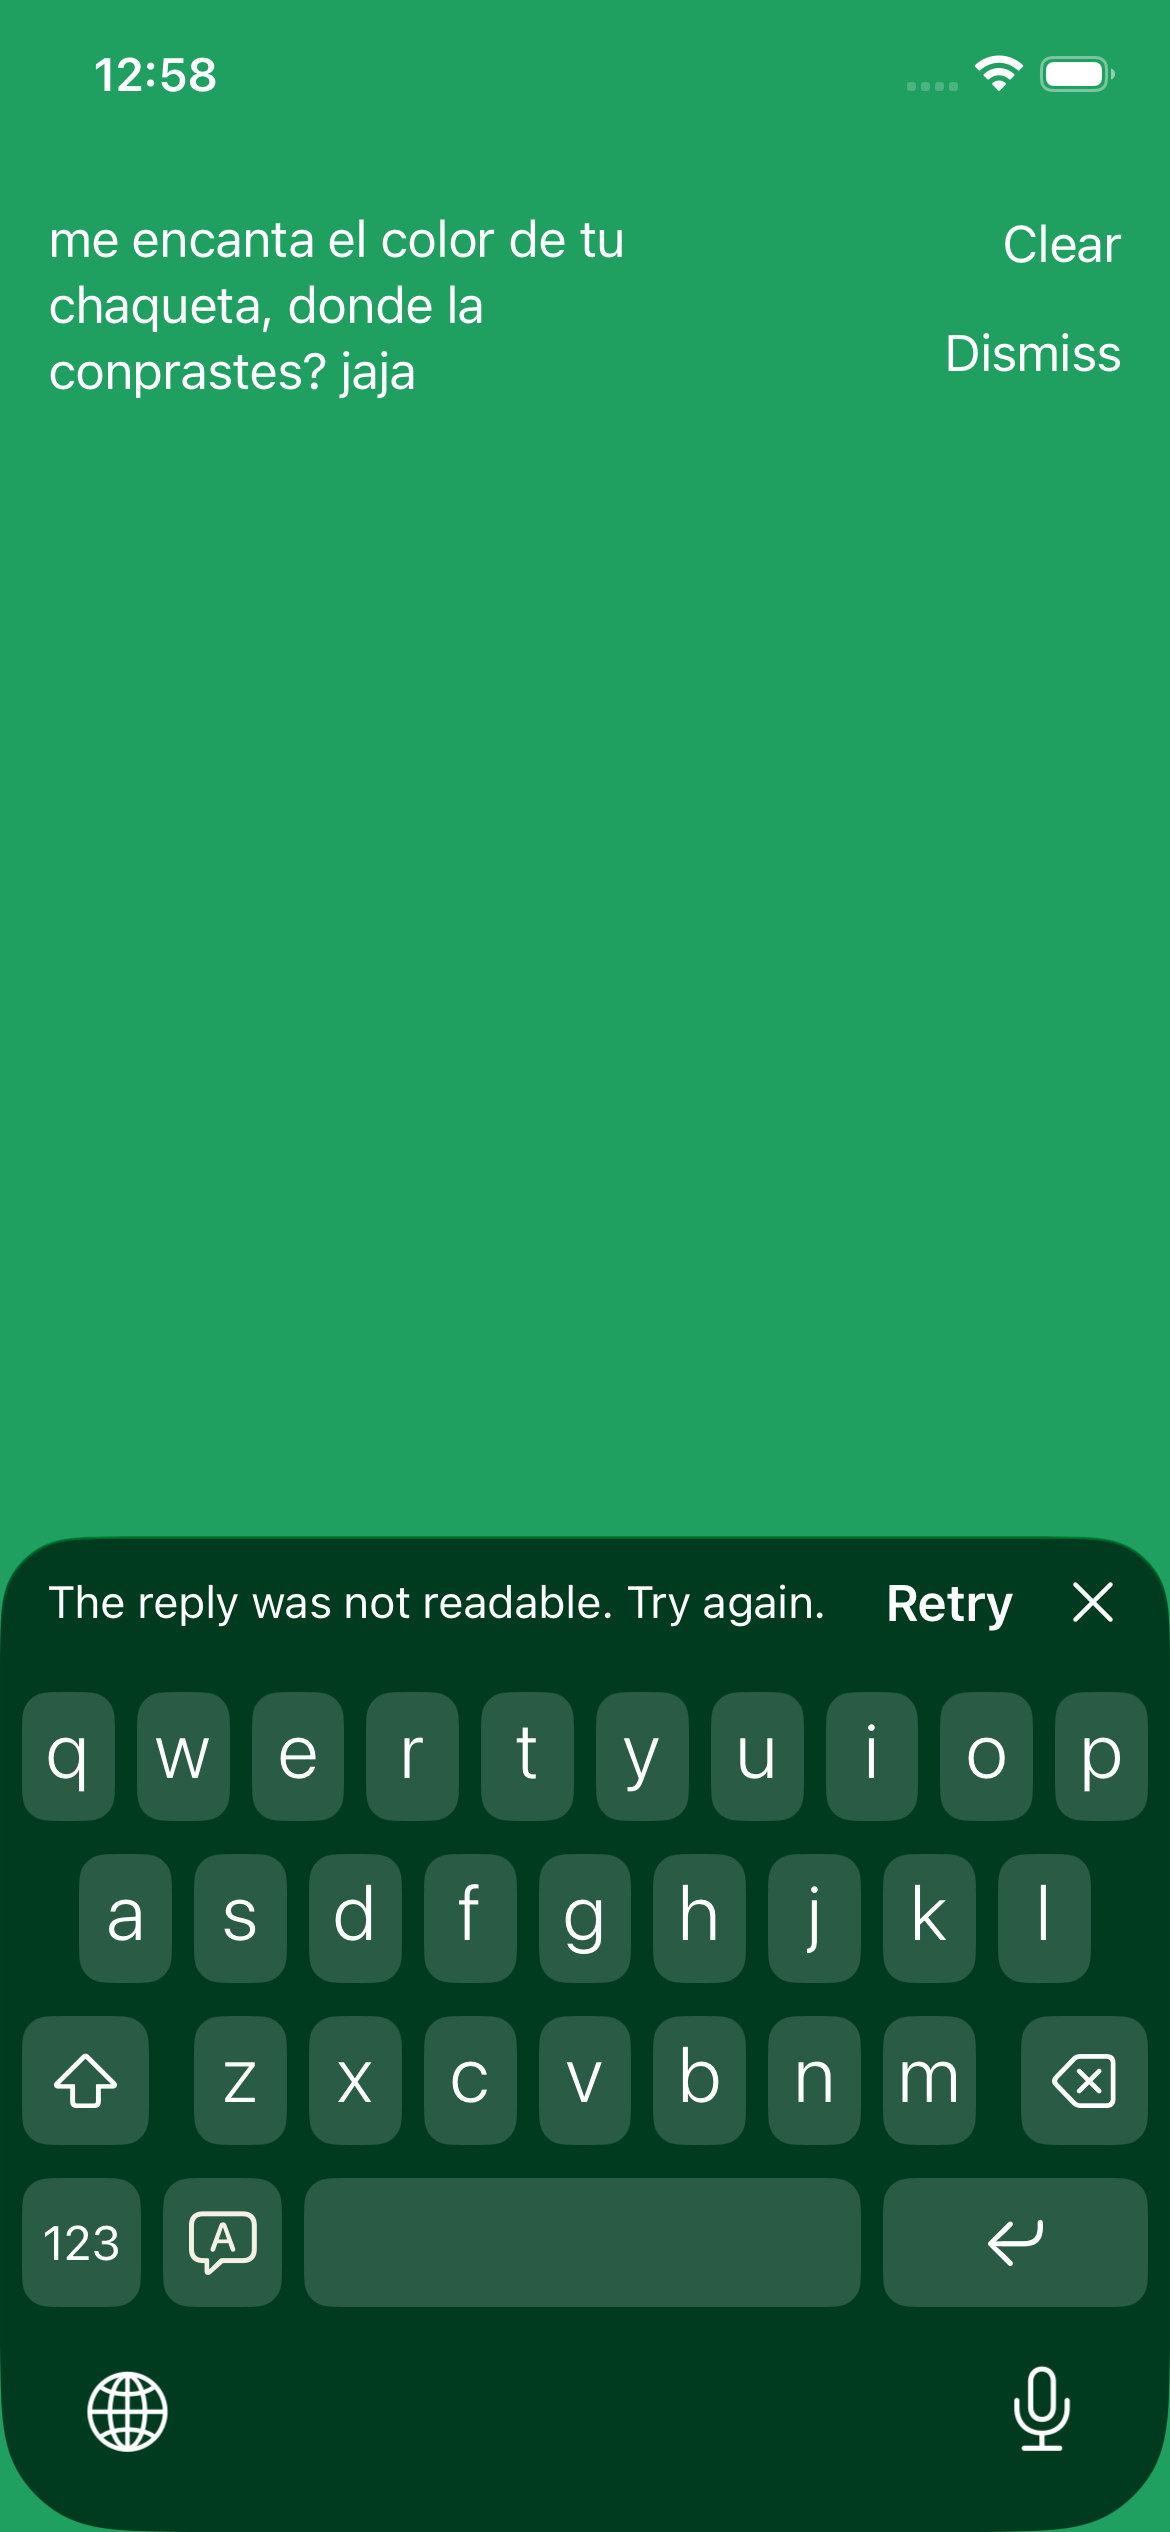 12:58
me encanta el color de tu
chaqueta, donde la
conprastes? jaja
Clear
Dismiss
The reply was not readable. Try again. Retry
q w e r t y u i o p
a s d f g h j k l
z x c v b n m
123 A